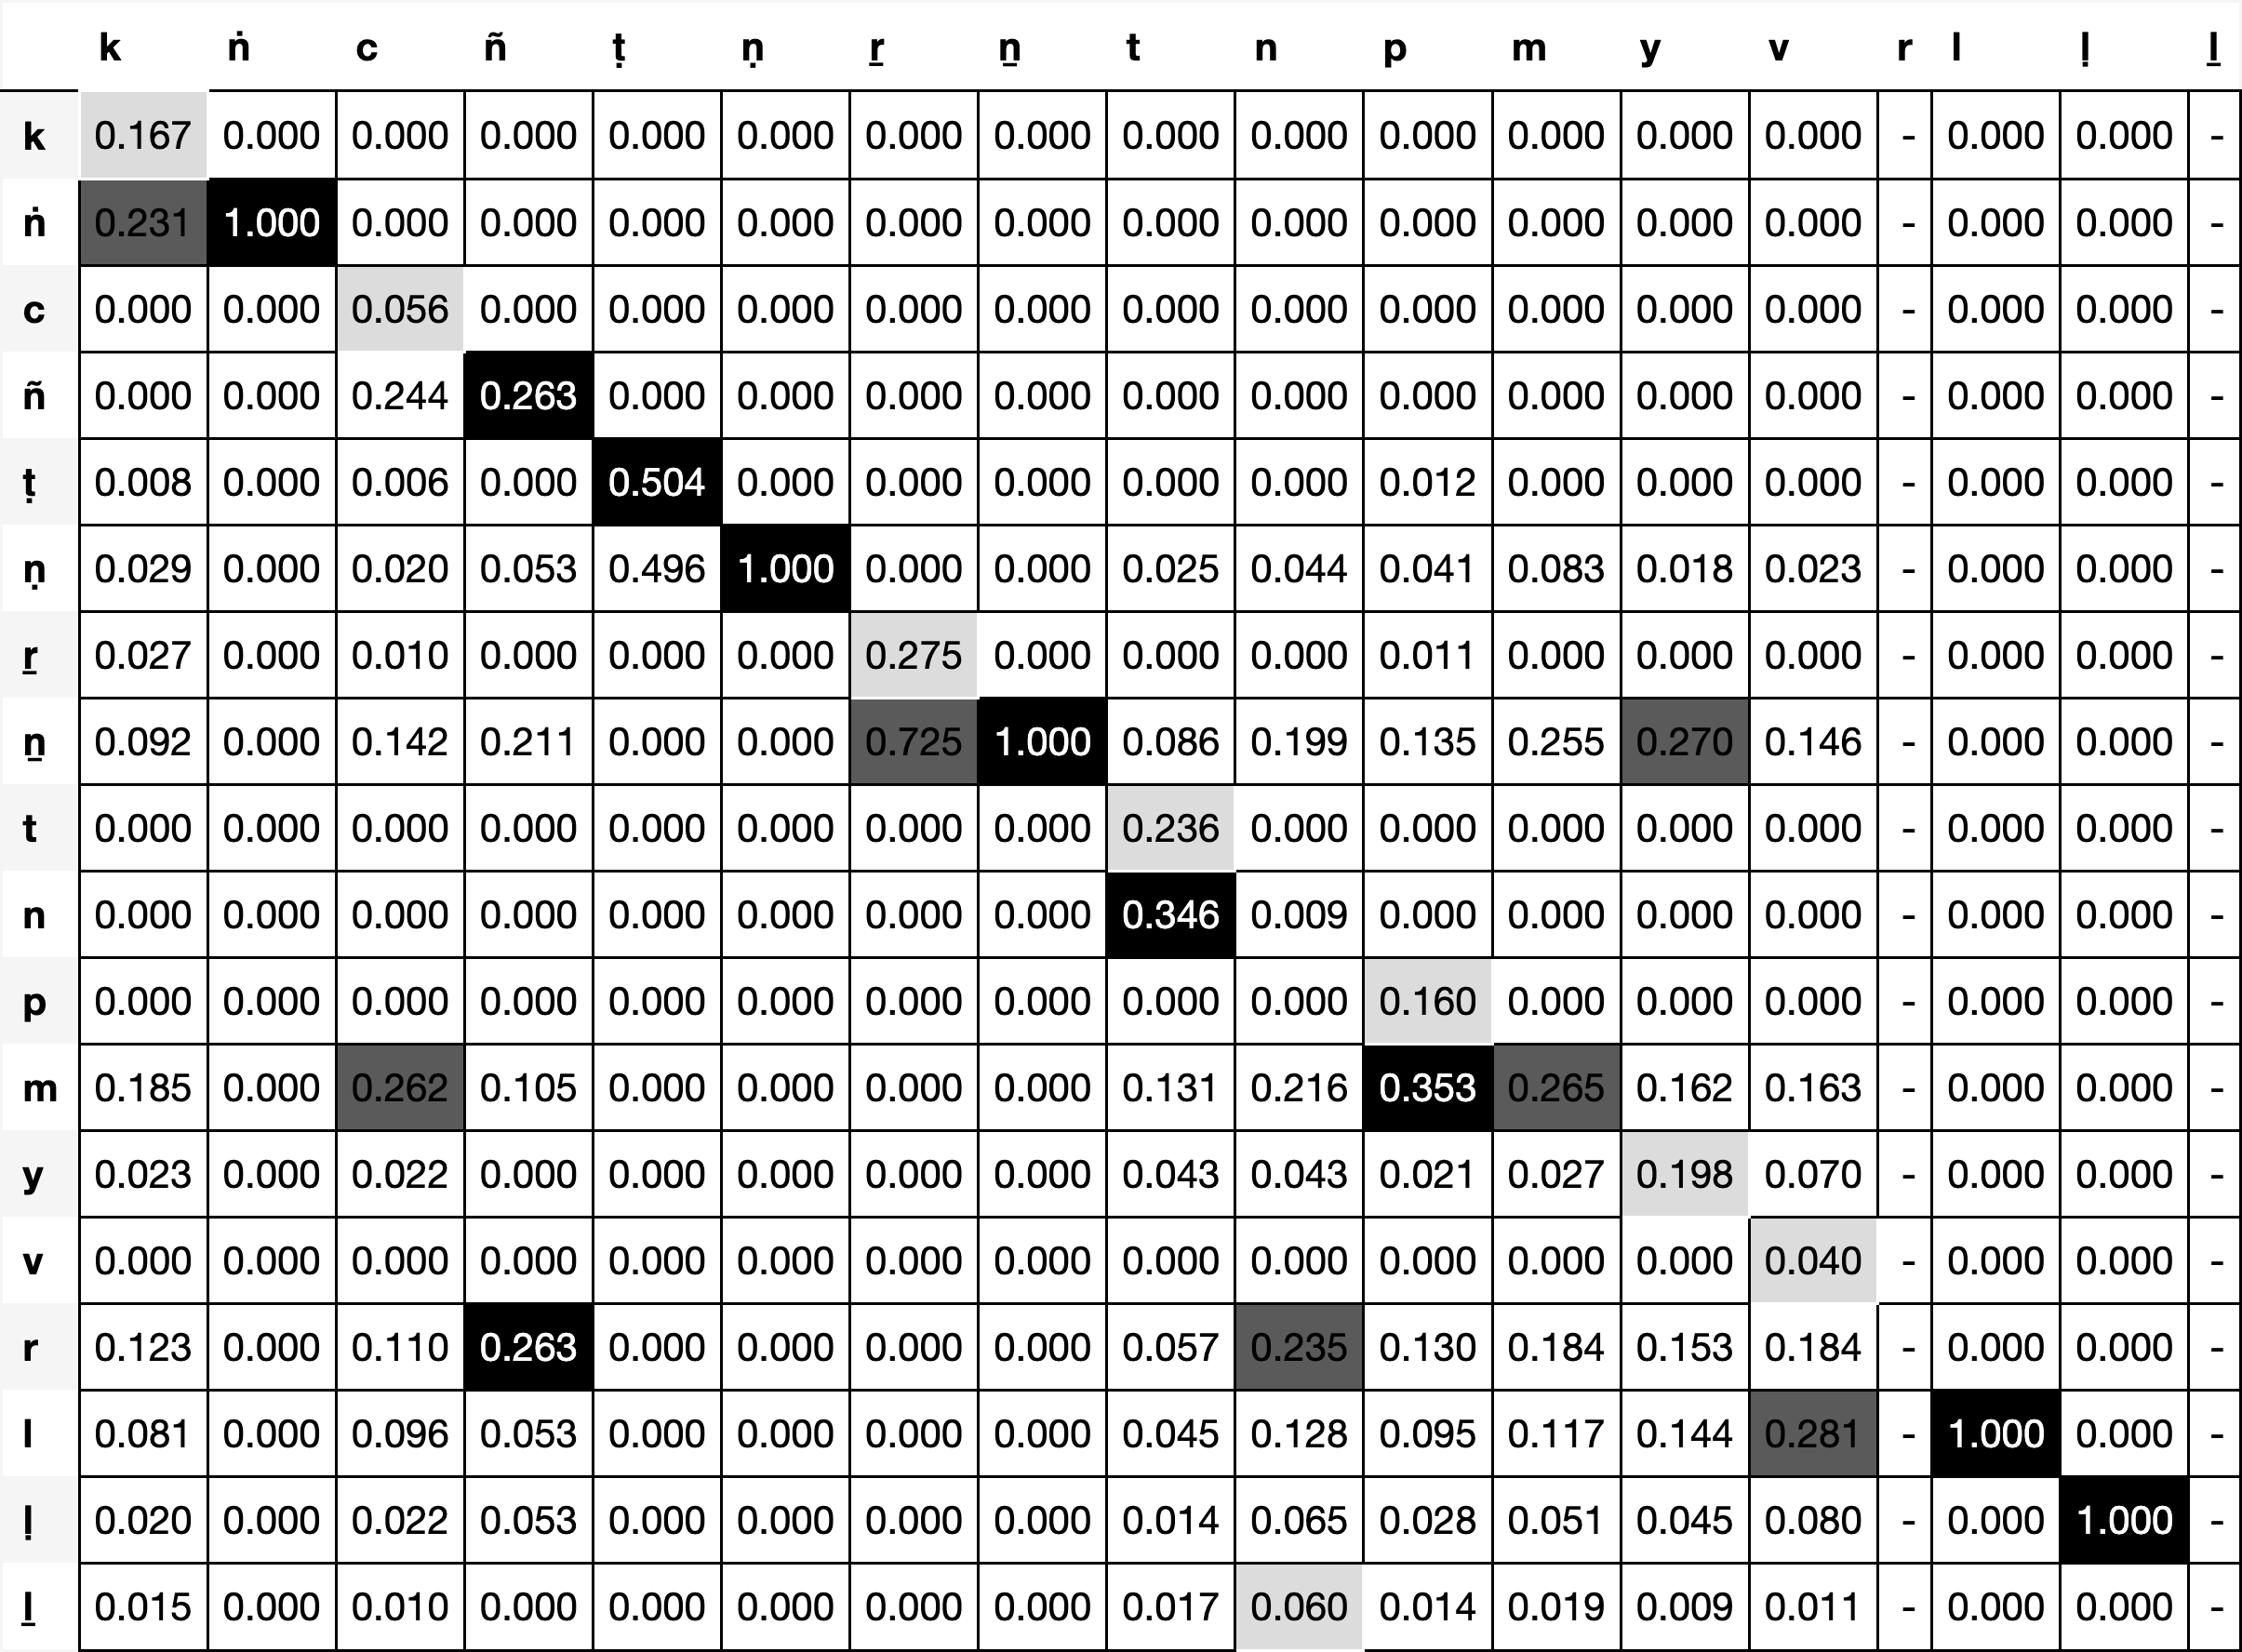 k ṅ c ñ ṭ ṇ ṟ ṉ t n p m y v r l ḷ ḻ
k 0.167 0.000 0.000 0.000 0.000 0.000 0.000 0.000 0.000 0.000 0.000 0.000 0.000 0.000 - 0.000 0.000 -
ṅ 0.231 1.000 0.000 0.000 0.000 0.000 0.000 0.000 0.000 0.000 0.000 0.000 0.000 0.000 - 0.000 0.000 -
c 0.000 0.000 0.056 0.000 0.000 0.000 0.000 0.000 0.000 0.000 0.000 0.000 0.000 0.000 - 0.000 0.000 -
ñ 0.000 0.000 0.244 0.263 0.000 0.000 0.000 0.000 0.000 0.000 0.000 0.000 0.000 0.000 - 0.000 0.000 -
ṭ 0.008 0.000 0.006 0.000 0.504 0.000 0.000 0.000 0.000 0.000 0.012 0.000 0.000 0.000 - 0.000 0.000 -
ṇ 0.029 0.000 0.020 0.053 0.496 1.000 0.000 0.000 0.025 0.044 0.041 0.083 0.018 0.023 - 0.000 0.000 -
ṟ 0.027 0.000 0.010 0.000 0.000 0.000 0.275 0.000 0.000 0.000 0.011 0.000 0.000 0.000 - 0.000 0.000 -
ṉ 0.092 0.000 0.142 0.211 0.000 0.000 0.725 1.000 0.086 0.199 0.135 0.255 0.270 0.146 - 0.000 0.000 -
t 0.000 0.000 0.000 0.000 0.000 0.000 0.000 0.000 0.236 0.000 0.000 0.000 0.000 0.000 - 0.000 0.000 -
n 0.000 0.000 0.000 0.000 0.000 0.000 0.000 0.000 0.346 0.009 0.000 0.000 0.000 0.000 - 0.000 0.000 -
p 0.000 0.000 0.000 0.000 0.000 0.000 0.000 0.000 0.000 0.000 0.160 0.000 0.000 0.000 - 0.000 0.000 -
m 0.185 0.000 0.262 0.105 0.000 0.000 0.000 0.000 0.131 0.216 0.353 0.265 0.162 0.163 - 0.000 0.000 -
y 0.023 0.000 0.022 0.000 0.000 0.000 0.000 0.000 0.043 0.043 0.021 0.027 0.198 0.070 - 0.000 0.000 -
v 0.000 0.000 0.000 0.000 0.000 0.000 0.000 0.000 0.000 0.000 0.000 0.000 0.000 0.040 - 0.000 0.000 -
r 0.123 0.000 0.110 0.263 0.000 0.000 0.000 0.000 0.057 0.235 0.130 0.184 0.153 0.184 - 0.000 0.000 -
l 0.081 0.000 0.096 0.053 0.000 0.000 0.000 0.000 0.045 0.128 0.095 0.117 0.144 0.281 - 1.000 0.000 -
ḷ 0.020 0.000 0.022 0.053 0.000 0.000 0.000 0.000 0.014 0.065 0.028 0.051 0.045 0.080 - 0.000 1.000 -
ḻ 0.015 0.000 0.010 0.000 0.000 0.000 0.000 0.000 0.017 0.060 0.014 0.019 0.009 0.011 - 0.000 0.000 -